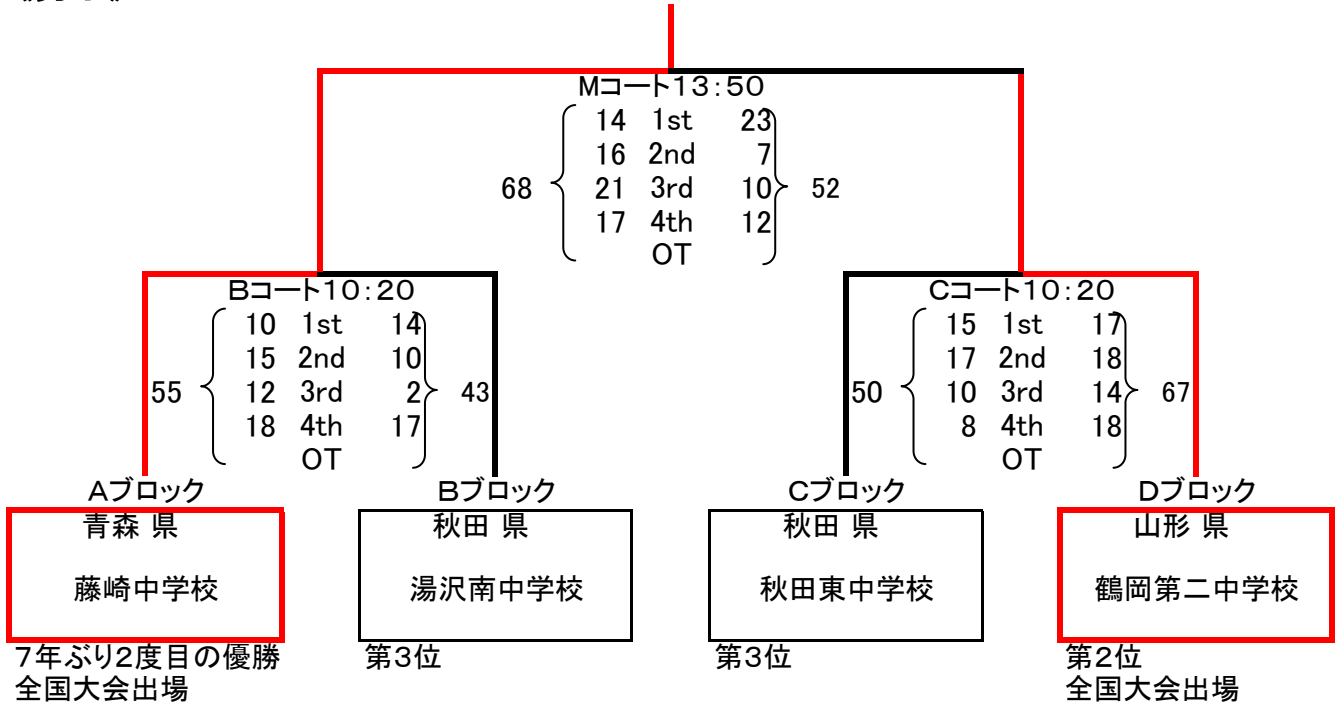 Mコート13:50
14 1st 23
16 2nd 7
68 21 3rd 10 52
17 4th 12
OT
Bコート10:20
10 1st 14
15 2nd 10
55 12 3rd 2 43
18 4th 17
OT
Cコート10:20
15 1st 17
17 2nd 18
50 10 3rd 14 67
8 4th 18
OT
Aブロック
青森 県
藤崎中学校
7年ぶり2度目の優勝
全国大会出場
Bブロック
秋田 県
湯沢南中学校
第3位
Cブロック
秋田 県
秋田東中学校
第3位
Dブロック
山形 県
鶴岡第二中学校
第2位
全国大会出場